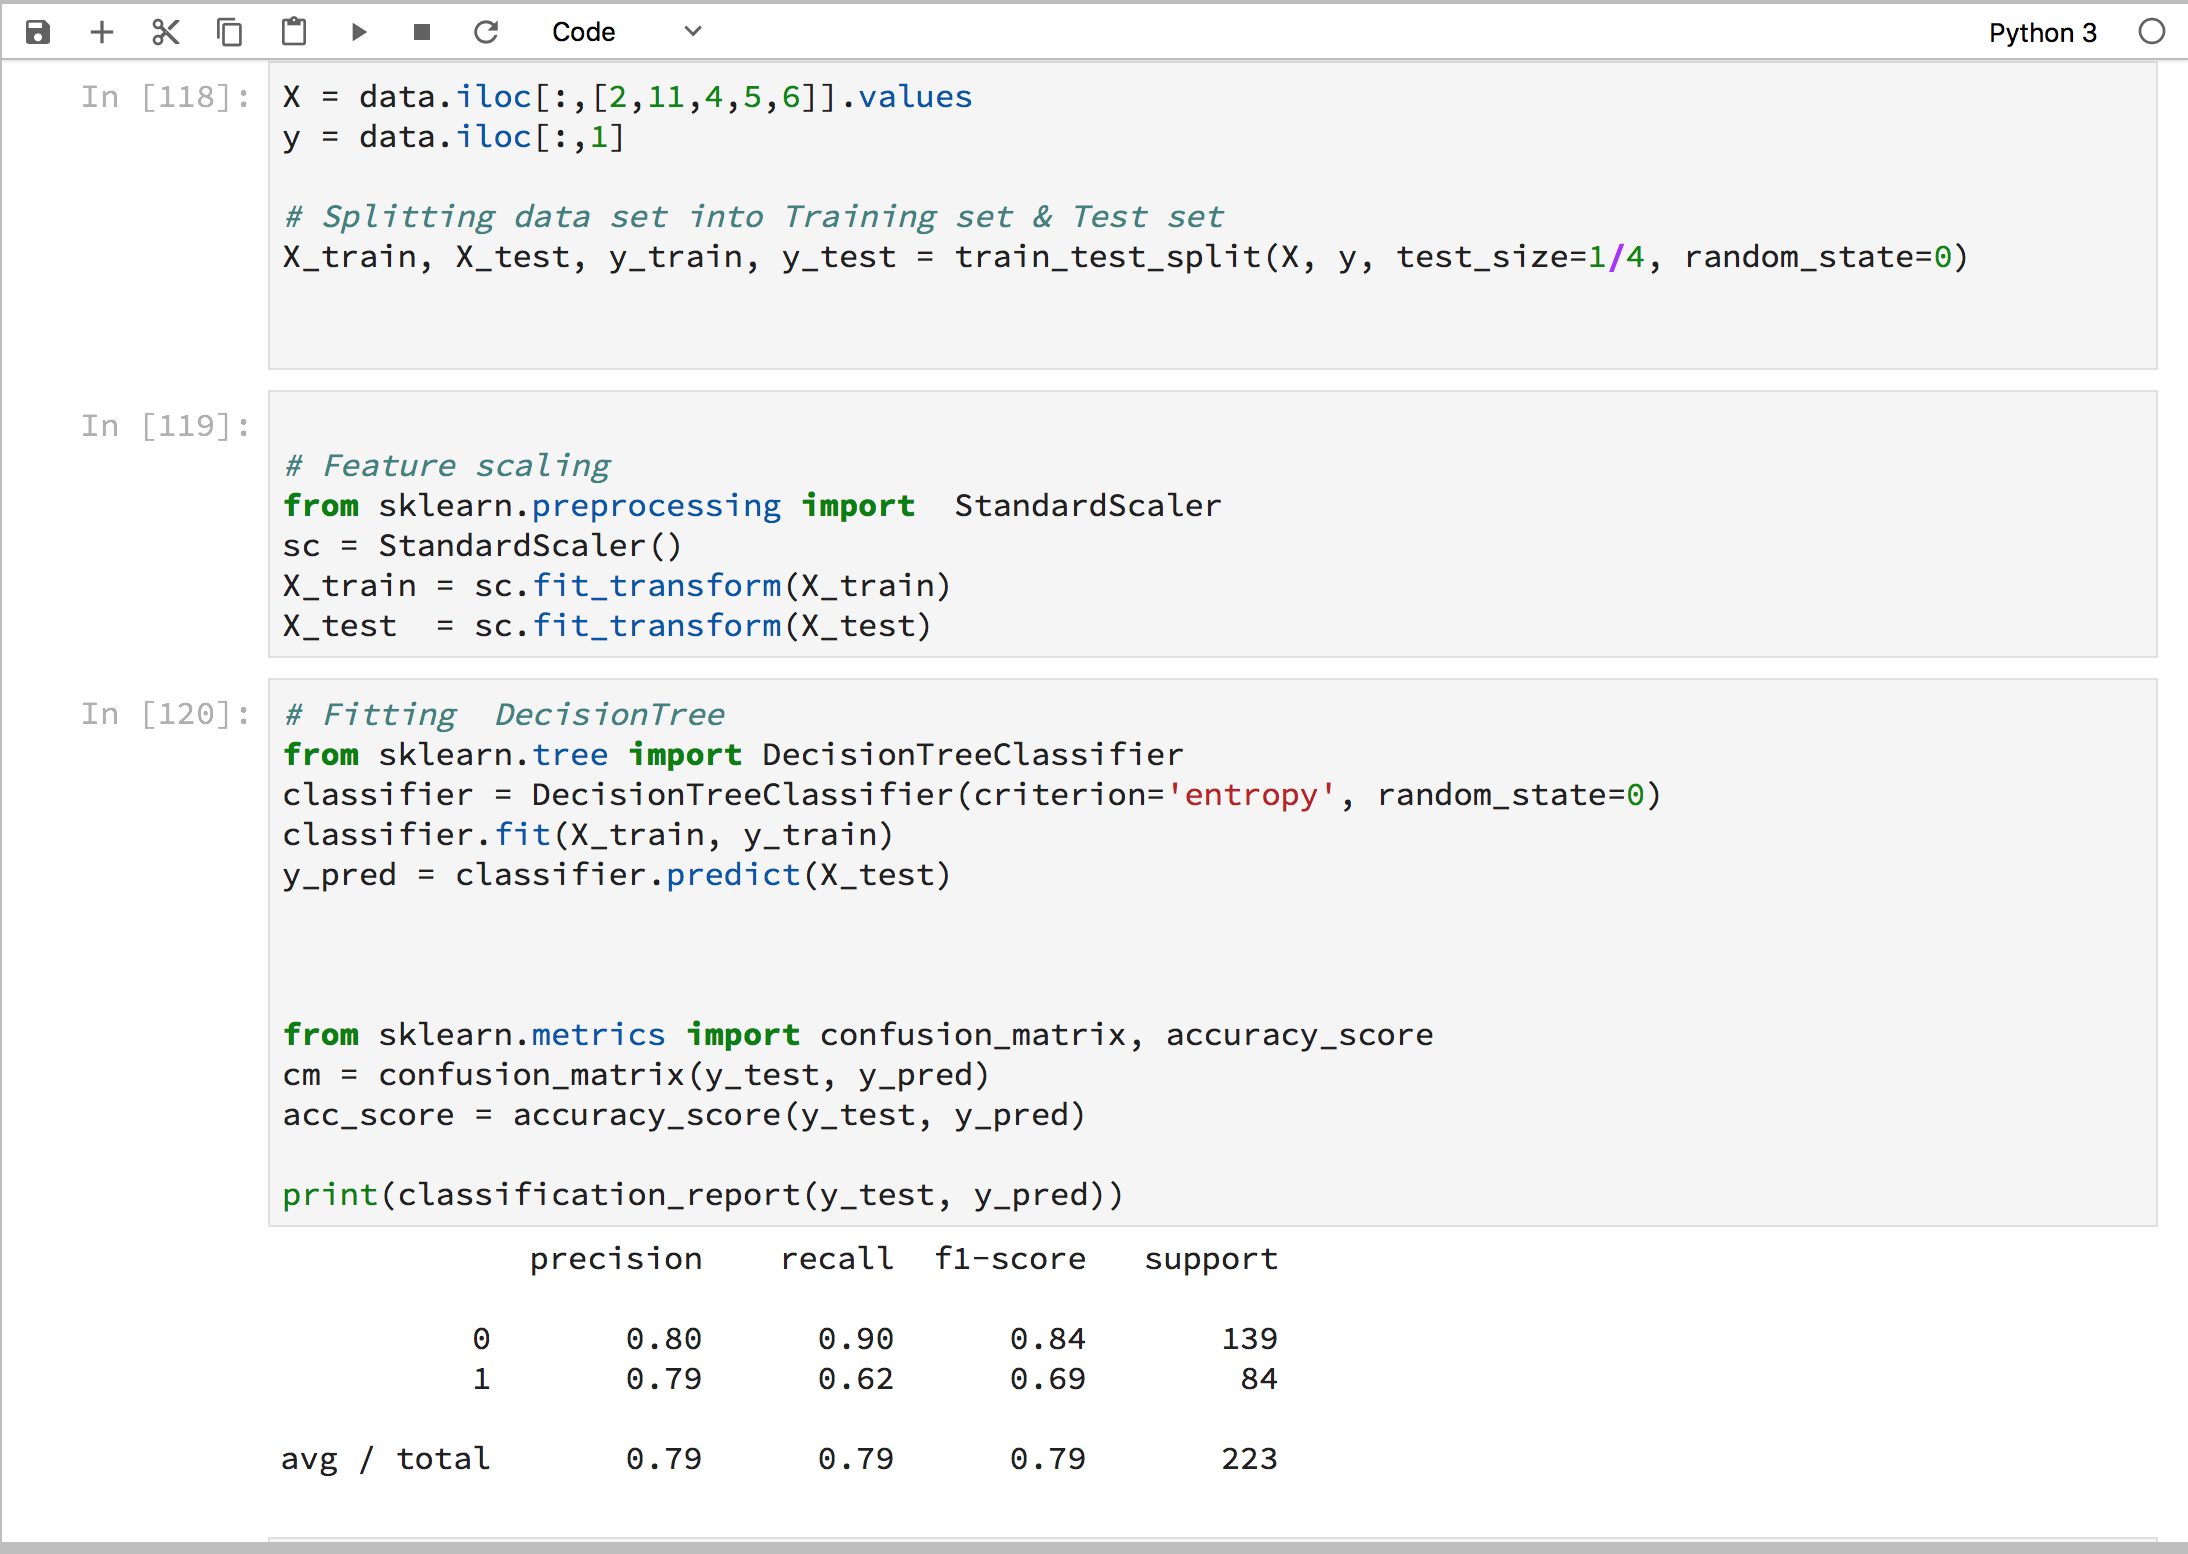 Code
Python 3
In [118]:
X = data.iloc[:,[2,11,4,5,6]].values
y = data.iloc[:,1]
# Splitting data set into Training set & Test set
X_train, X_test, y_train, y_test = train_test_split(X, y, test_size=1/4, random_state=0)
In [119]:
# Feature scaling
from sklearn.preprocessing import  StandardScaler
sc = StandardScaler()
X_train = sc.fit_transform(X_train)
X_test  = sc.fit_transform(X_test)
In [120]:
# Fitting  DecisionTree
from sklearn.tree import DecisionTreeClassifier
classifier = DecisionTreeClassifier(criterion='entropy', random_state=0)
classifier.fit(X_train, y_train)
y_pred = classifier.predict(X_test)
from sklearn.metrics import confusion_matrix, accuracy_score
cm = confusion_matrix(y_test, y_pred)
acc_score = accuracy_score(y_test, y_pred)
print(classification_report(y_test, y_pred))
precision    recall  f1-score   support
0       0.80      0.90      0.84       139
1       0.79      0.62      0.69        84
avg / total       0.79      0.79      0.79       223